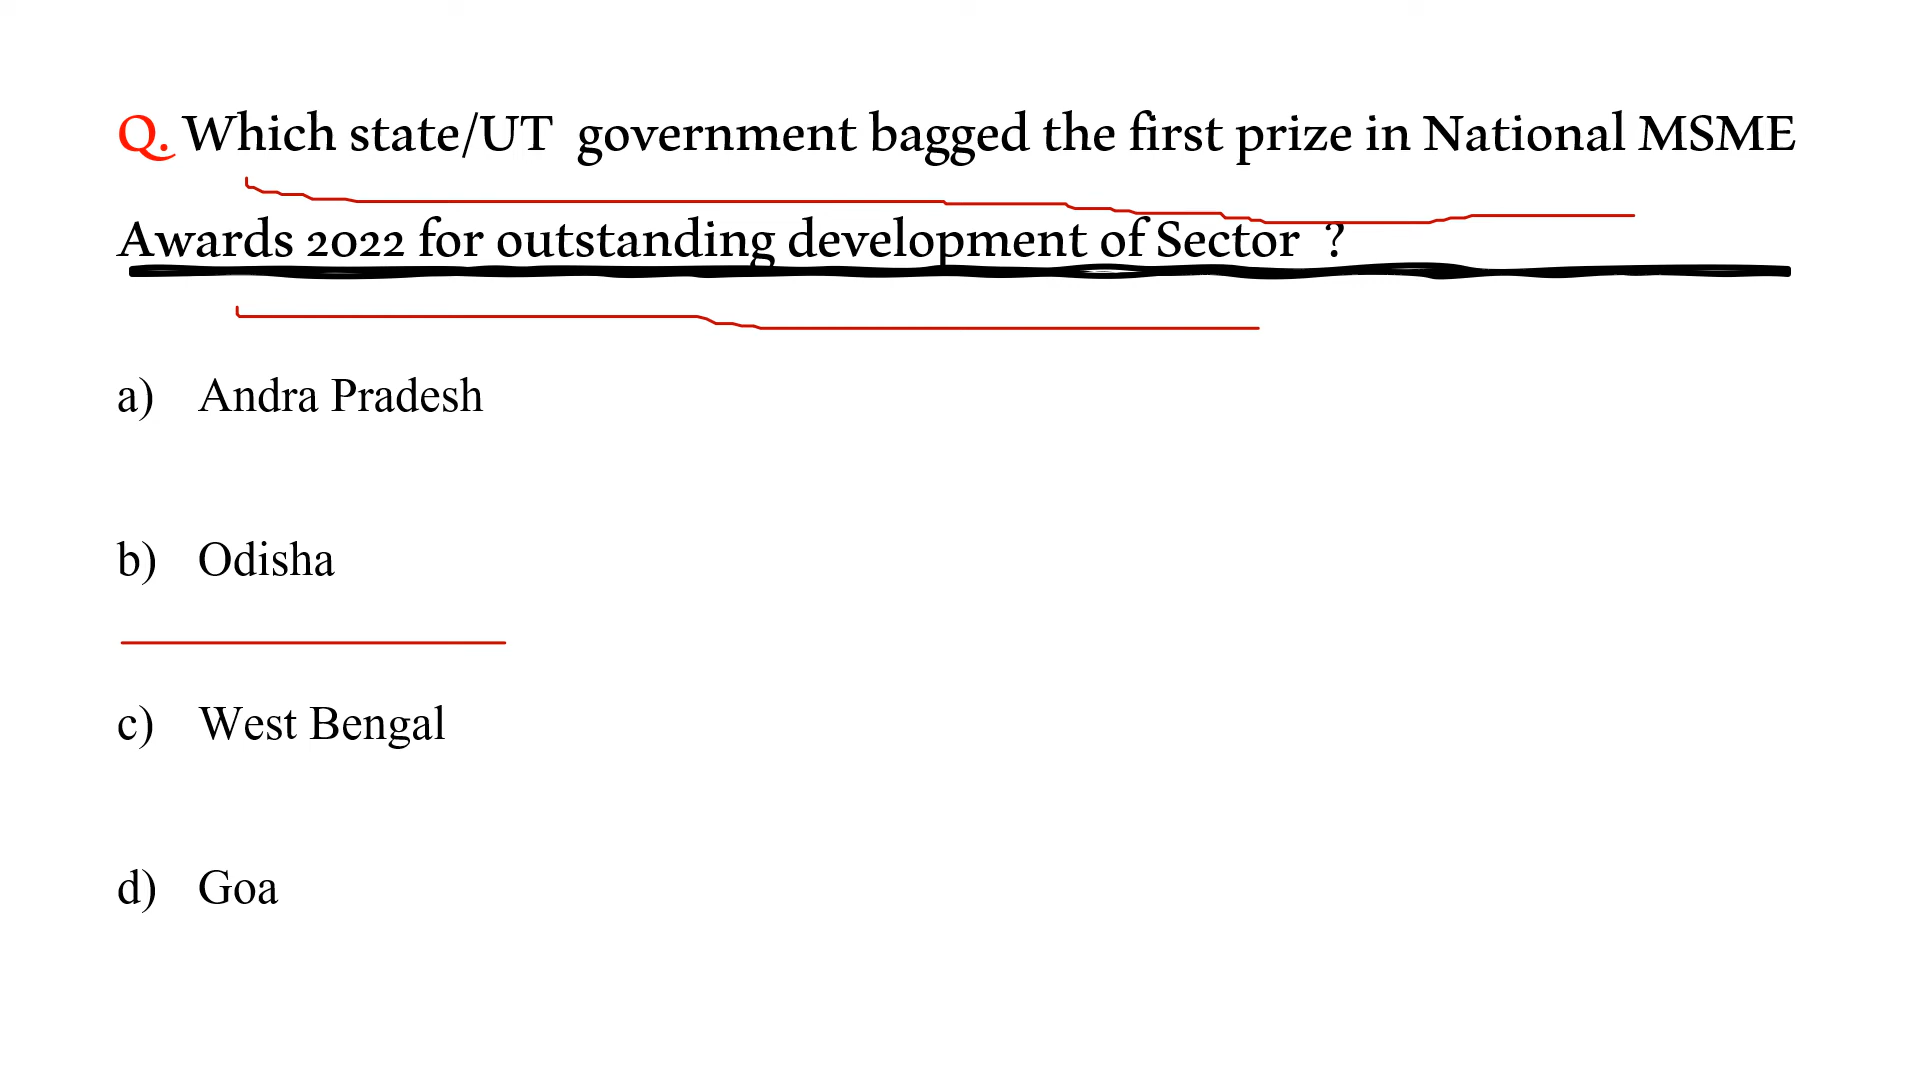 Q. Which state/UT government bagged the first prize in National MSME
Awards 2022 for outstanding development of Sector ?
a) Andra Pradesh
b) Odisha
c) West Bengal
d) Goa